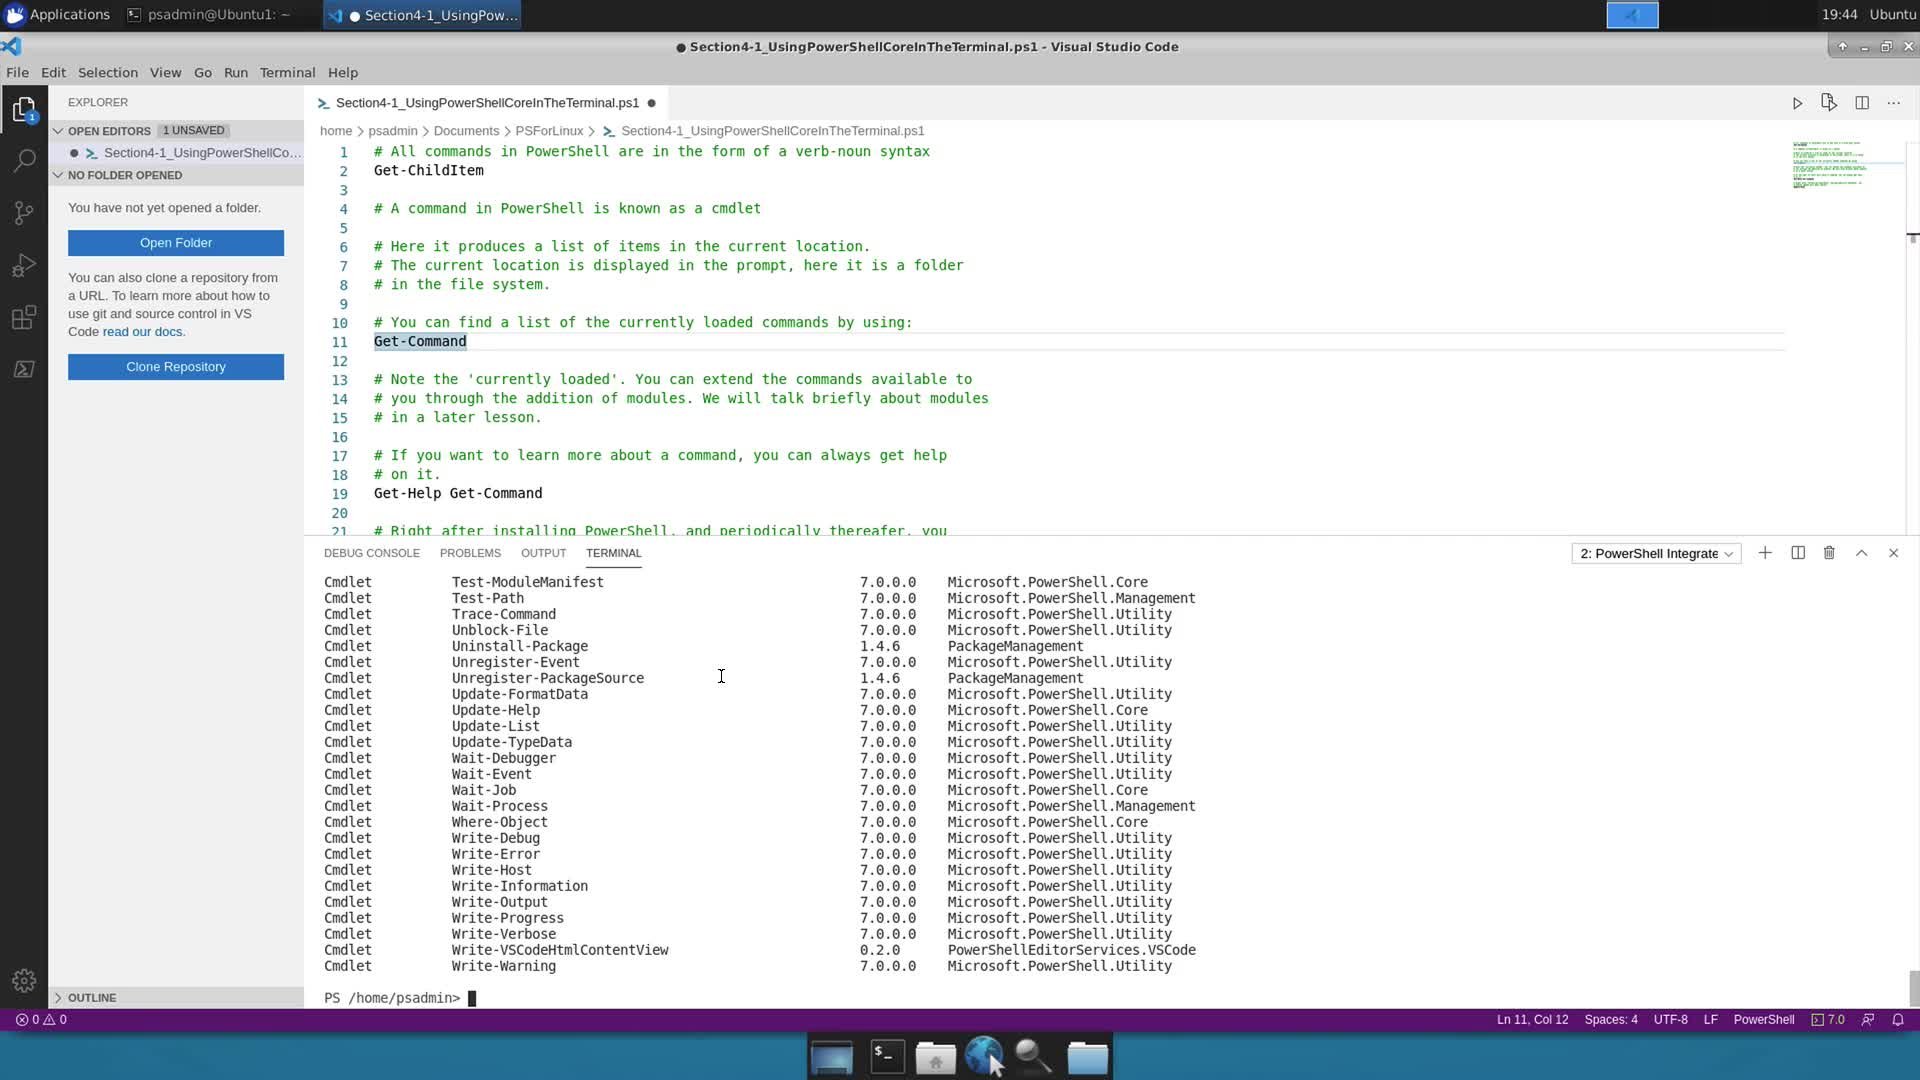 Applications
psadmin@Ubuntu1: ~
● Section4-1_UsingPow...
19:44 Ubuntu
● Section4-1_UsingPowerShellCoreInTheTerminal.ps1 - Visual Studio Code
File Edit Selection View Go Run Terminal Help
EXPLORER
OPEN EDITORS 1 UNSAVED
Section4-1_UsingPowerShellCo...
NO FOLDER OPENED
You have not yet opened a folder.
Open Folder
You can also clone a repository from
a URL. To learn more about how to
use git and source control in VS
Code read our docs.
Clone Repository
OUTLINE
1
Section4-1_UsingPowerShellCoreInTheTerminal.ps1 ●
home > psadmin > Documents > PSForLinux > Section4-1_UsingPowerShellCoreInTheTerminal.ps1
1 # All commands in PowerShell are in the form of a verb-noun syntax
2 Get-ChildItem
3
4 # A command in PowerShell is known as a cmdlet
5
6 # Here it produces a list of items in the current location.
7 # The current location is displayed in the prompt, here it is a folder
8 # in the file system.
9
10 # You can find a list of the currently loaded commands by using:
11 Get-Command
12
13 # Note the 'currently loaded'. You can extend the commands available to
14 # you through the addition of modules. We will talk briefly about modules
15 # in a later lesson.
16
17 # If you want to learn more about a command, you can always get help
18 # on it.
19 Get-Help Get-Command
20
21 # Right after installing PowerShell, and periodically thereafer, you
DEBUG CONSOLE PROBLEMS OUTPUT TERMINAL
2: PowerShell Integrate
Cmdlet Test-ModuleManifest 7.0.0.0 Microsoft.PowerShell.Core
Cmdlet Test-Path 7.0.0.0 Microsoft.PowerShell.Management
Cmdlet Trace-Command 7.0.0.0 Microsoft.PowerShell.Utility
Cmdlet Unblock-File 7.0.0.0 Microsoft.PowerShell.Utility
Cmdlet Uninstall-Package 1.4.6 PackageManagement
Cmdlet Unregister-Event 7.0.0.0 Microsoft.PowerShell.Utility
Cmdlet Unregister-PackageSource 1.4.6 PackageManagement
Cmdlet Update-FormatData 7.0.0.0 Microsoft.PowerShell.Utility
Cmdlet Update-Help 7.0.0.0 Microsoft.PowerShell.Core
Cmdlet Update-List 7.0.0.0 Microsoft.PowerShell.Utility
Cmdlet Update-TypeData 7.0.0.0 Microsoft.PowerShell.Utility
Cmdlet Wait-Debugger 7.0.0.0 Microsoft.PowerShell.Utility
Cmdlet Wait-Event 7.0.0.0 Microsoft.PowerShell.Utility
Cmdlet Wait-Job 7.0.0.0 Microsoft.PowerShell.Core
Cmdlet Wait-Process 7.0.0.0 Microsoft.PowerShell.Management
Cmdlet Where-Object 7.0.0.0 Microsoft.PowerShell.Core
Cmdlet Write-Debug 7.0.0.0 Microsoft.PowerShell.Utility
Cmdlet Write-Error 7.0.0.0 Microsoft.PowerShell.Utility
Cmdlet Write-Host 7.0.0.0 Microsoft.PowerShell.Utility
Cmdlet Write-Information 7.0.0.0 Microsoft.PowerShell.Utility
Cmdlet Write-Output 7.0.0.0 Microsoft.PowerShell.Utility
Cmdlet Write-Progress 7.0.0.0 Microsoft.PowerShell.Utility
Cmdlet Write-Verbose 7.0.0.0 Microsoft.PowerShell.Utility
Cmdlet Write-VSCodeHtmlContentView 0.2.0 PowerShellEditorServices.VSCode
Cmdlet Write-Warning 7.0.0.0 Microsoft.PowerShell.Utility
PS /home/psadmin>
0 0
Ln 11, Col 12 Spaces: 4 UTF-8 LF PowerShell 7.0